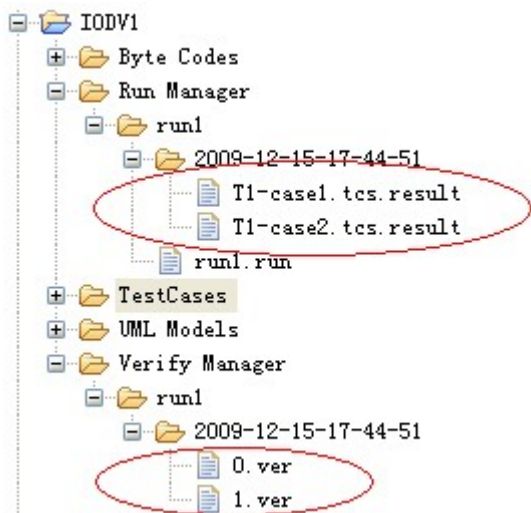 IODV1
Byte Codes
Run Manager
run1
2009-12-15-17-44-51
T1-case1.tcs.result
T1-case2.tcs.result
run1.run
TestCases
UML Models
Verify Manager
run1
2009-12-15-17-44-51
0.ver
1.ver